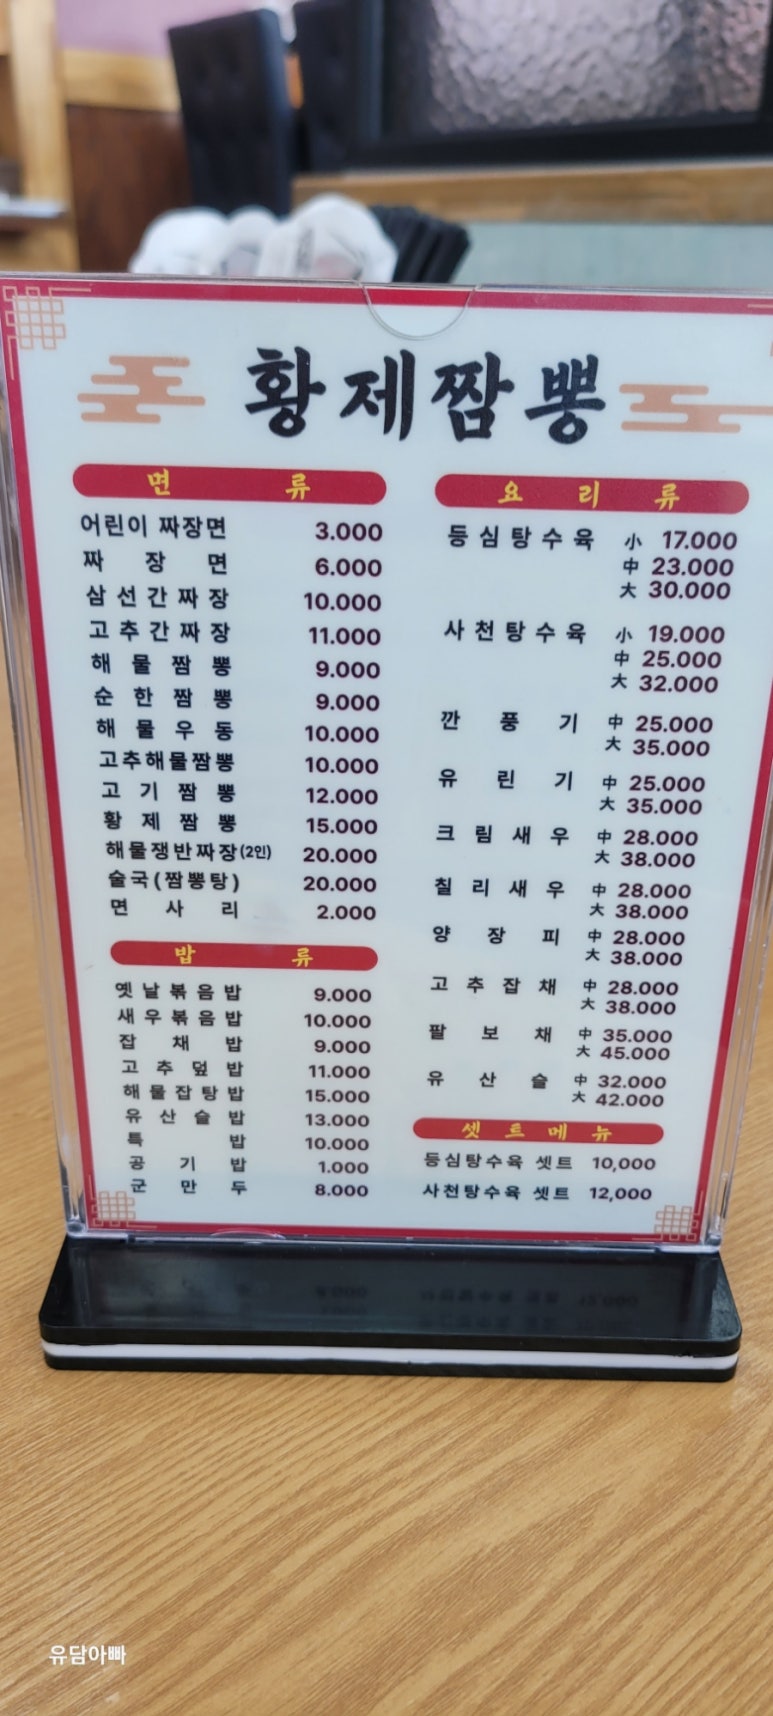 황제짬뽕
면 류
어린이 짜장면 3.000
짜 장 면 6.000
삼선간짜장 10.000
고추간짜장 11.000
해물짬뽕 9.000
순한짬뽕 9.000
해물우동 10.000
고추해물짬뽕 10.000
고기짬뽕 12.000
황제짬뽕 15.000
해물쟁반짜장(2인) 20.000
술국(짬뽕탕) 20.000
면 사 리 2.000
밥 류
옛날볶음밥 9.000
새우볶음밥 10.000
잡 채 밥 9.000
고추덮밥 11.000
해물잡탕밥 15.000
유산슬밥 13.000
특 밥 10.000
공 기 밥 1.000
군 만 두 8.000
요 리 류
등심탕수육 小 17.000
中 23.000
大 30.000
사천탕수육 小 19.000
中 25.000
大 32.000
깐 풍 기 中 25.000
大 35.000
유 린 기 中 25.000
大 35.000
크림새우 中 28.000
大 38.000
칠리새우 中 28.000
大 38.000
양 장 피 中 28.000
大 38.000
고추잡채 中 28.000
大 38.000
팔 보 채 中 35.000
大 45.000
유 산 슬 中 32.000
大 42.000
셋트메뉴
등심탕수육 셋트 10,000
사천탕수육 셋트 12,000
유담아빠